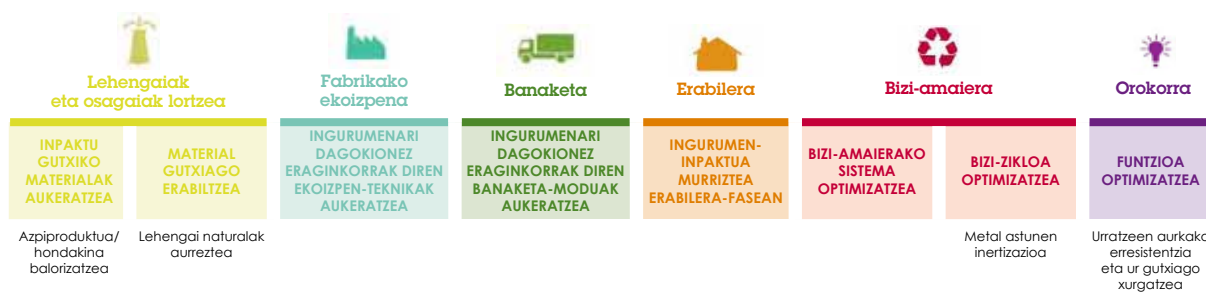 Lehengaiak
eta osagaiak lortzea
Fabrikako
ekoizpena
Banaketa
Erabilera
Bizi-amaiera
Orokorra
INPAKTU
GUTXIKO
MATERIALAK
AUKERATZEA
MATERIAL
GUTXIAGO
ERABILTZEA
INGURUMENARI
DAGOKIONEZ
ERAGINKORRAK DIREN
EKOIZPEN-TEKNIKAK
AUKERATZEA
INGURUMENARI
DAGOKIONEZ
ERAGINKORRAK DIREN
BANAKETA-MODUAK
AUKERATZEA
INGURUMEN-
INPAKTUA
MURRIZTEA
ERABILERA-FASEAN
BIZI-AMAIERAKO
SISTEMA
OPTIMIZATZEA
BIZI-ZIKLOA
OPTIMIZATZEA
FUNTZIOA
OPTIMIZATZEA
Azpiproduktua/
hondakina
balorizatzea
Lehengai naturalak
aurreztea
Metal astunen
inertizazioa
Urratzeen aurkako
erresistentzia
eta ur gutxiago
xurgatzea